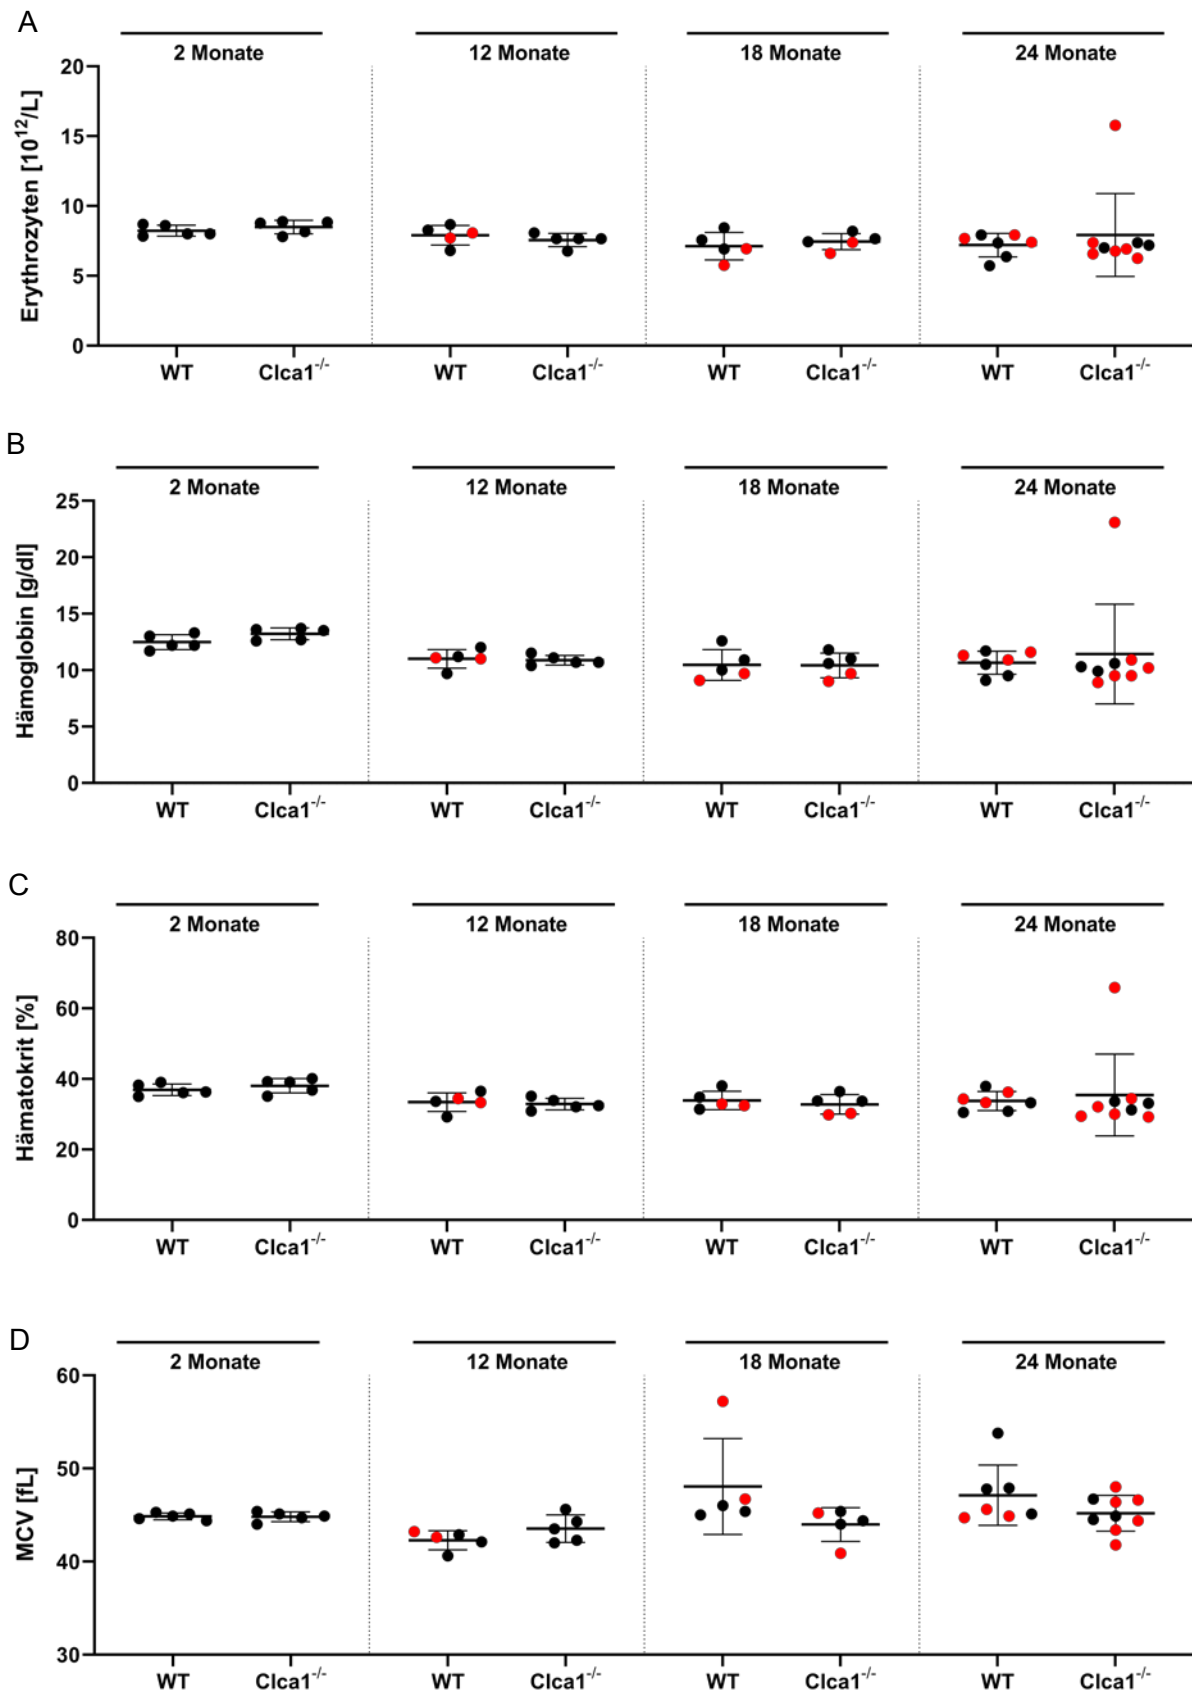 A
2 Monate 12 Monate 18 Monate 24 Monate
20
15
10
5
0
Erythrozyten [10¹²/L]
WT Clca1⁻/⁻ WT Clca1⁻/⁻ WT Clca1⁻/⁻ WT Clca1⁻/⁻
B
2 Monate 12 Monate 18 Monate 24 Monate
25
20
15
10
5
0
Hämoglobin [g/dl]
WT Clca1⁻/⁻ WT Clca1⁻/⁻ WT Clca1⁻/⁻ WT Clca1⁻/⁻
C
2 Monate 12 Monate 18 Monate 24 Monate
80
60
40
20
0
Hämatokrit [%]
WT Clca1⁻/⁻ WT Clca1⁻/⁻ WT Clca1⁻/⁻ WT Clca1⁻/⁻
D
2 Monate 12 Monate 18 Monate 24 Monate
60
50
40
30
MCV [fL]
WT Clca1⁻/⁻ WT Clca1⁻/⁻ WT Clca1⁻/⁻ WT Clca1⁻/⁻